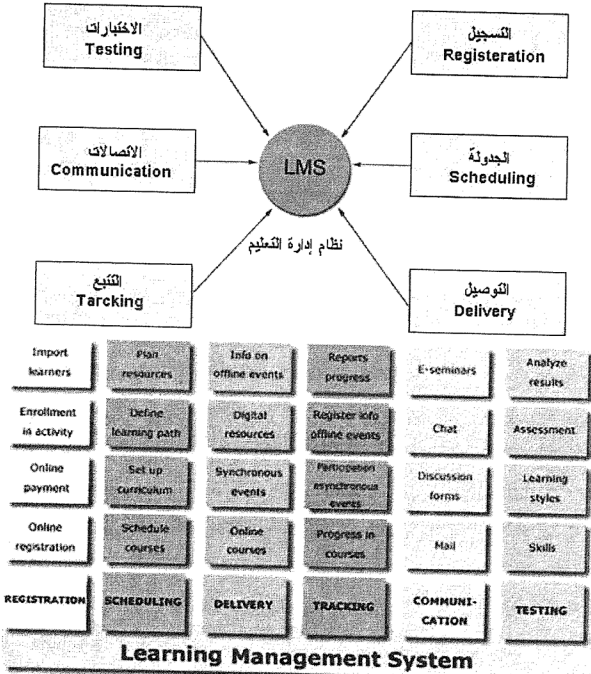 الاختبارات
Testing
التسجيل
Registeration
الاتصالات
Communication
LMS
الجدولة
Scheduling
نظام إدارة التعليم
التتبع
Tarcking
التوصيل
Delivery
Import
learners
Plan
resources
Info on
offline events
Reports
progress
E-seminars
Analyze
results
Enrollment
in activity
Define
learning path
Digital
resources
Register info
offline events
Chat
Assessment
Online
payment
Set up
curriculum
Synchronous
events
Participation
asynchronous
events
Discussion
forms
Learning
styles
Online
registration
Schedule
courses
Online
courses
Progress in
courses
Mail
Skills
REGISTRATION
SCHEDULING
DELIVERY
TRACKING
COMMUNI-
CATION
TESTING
Learning Management System